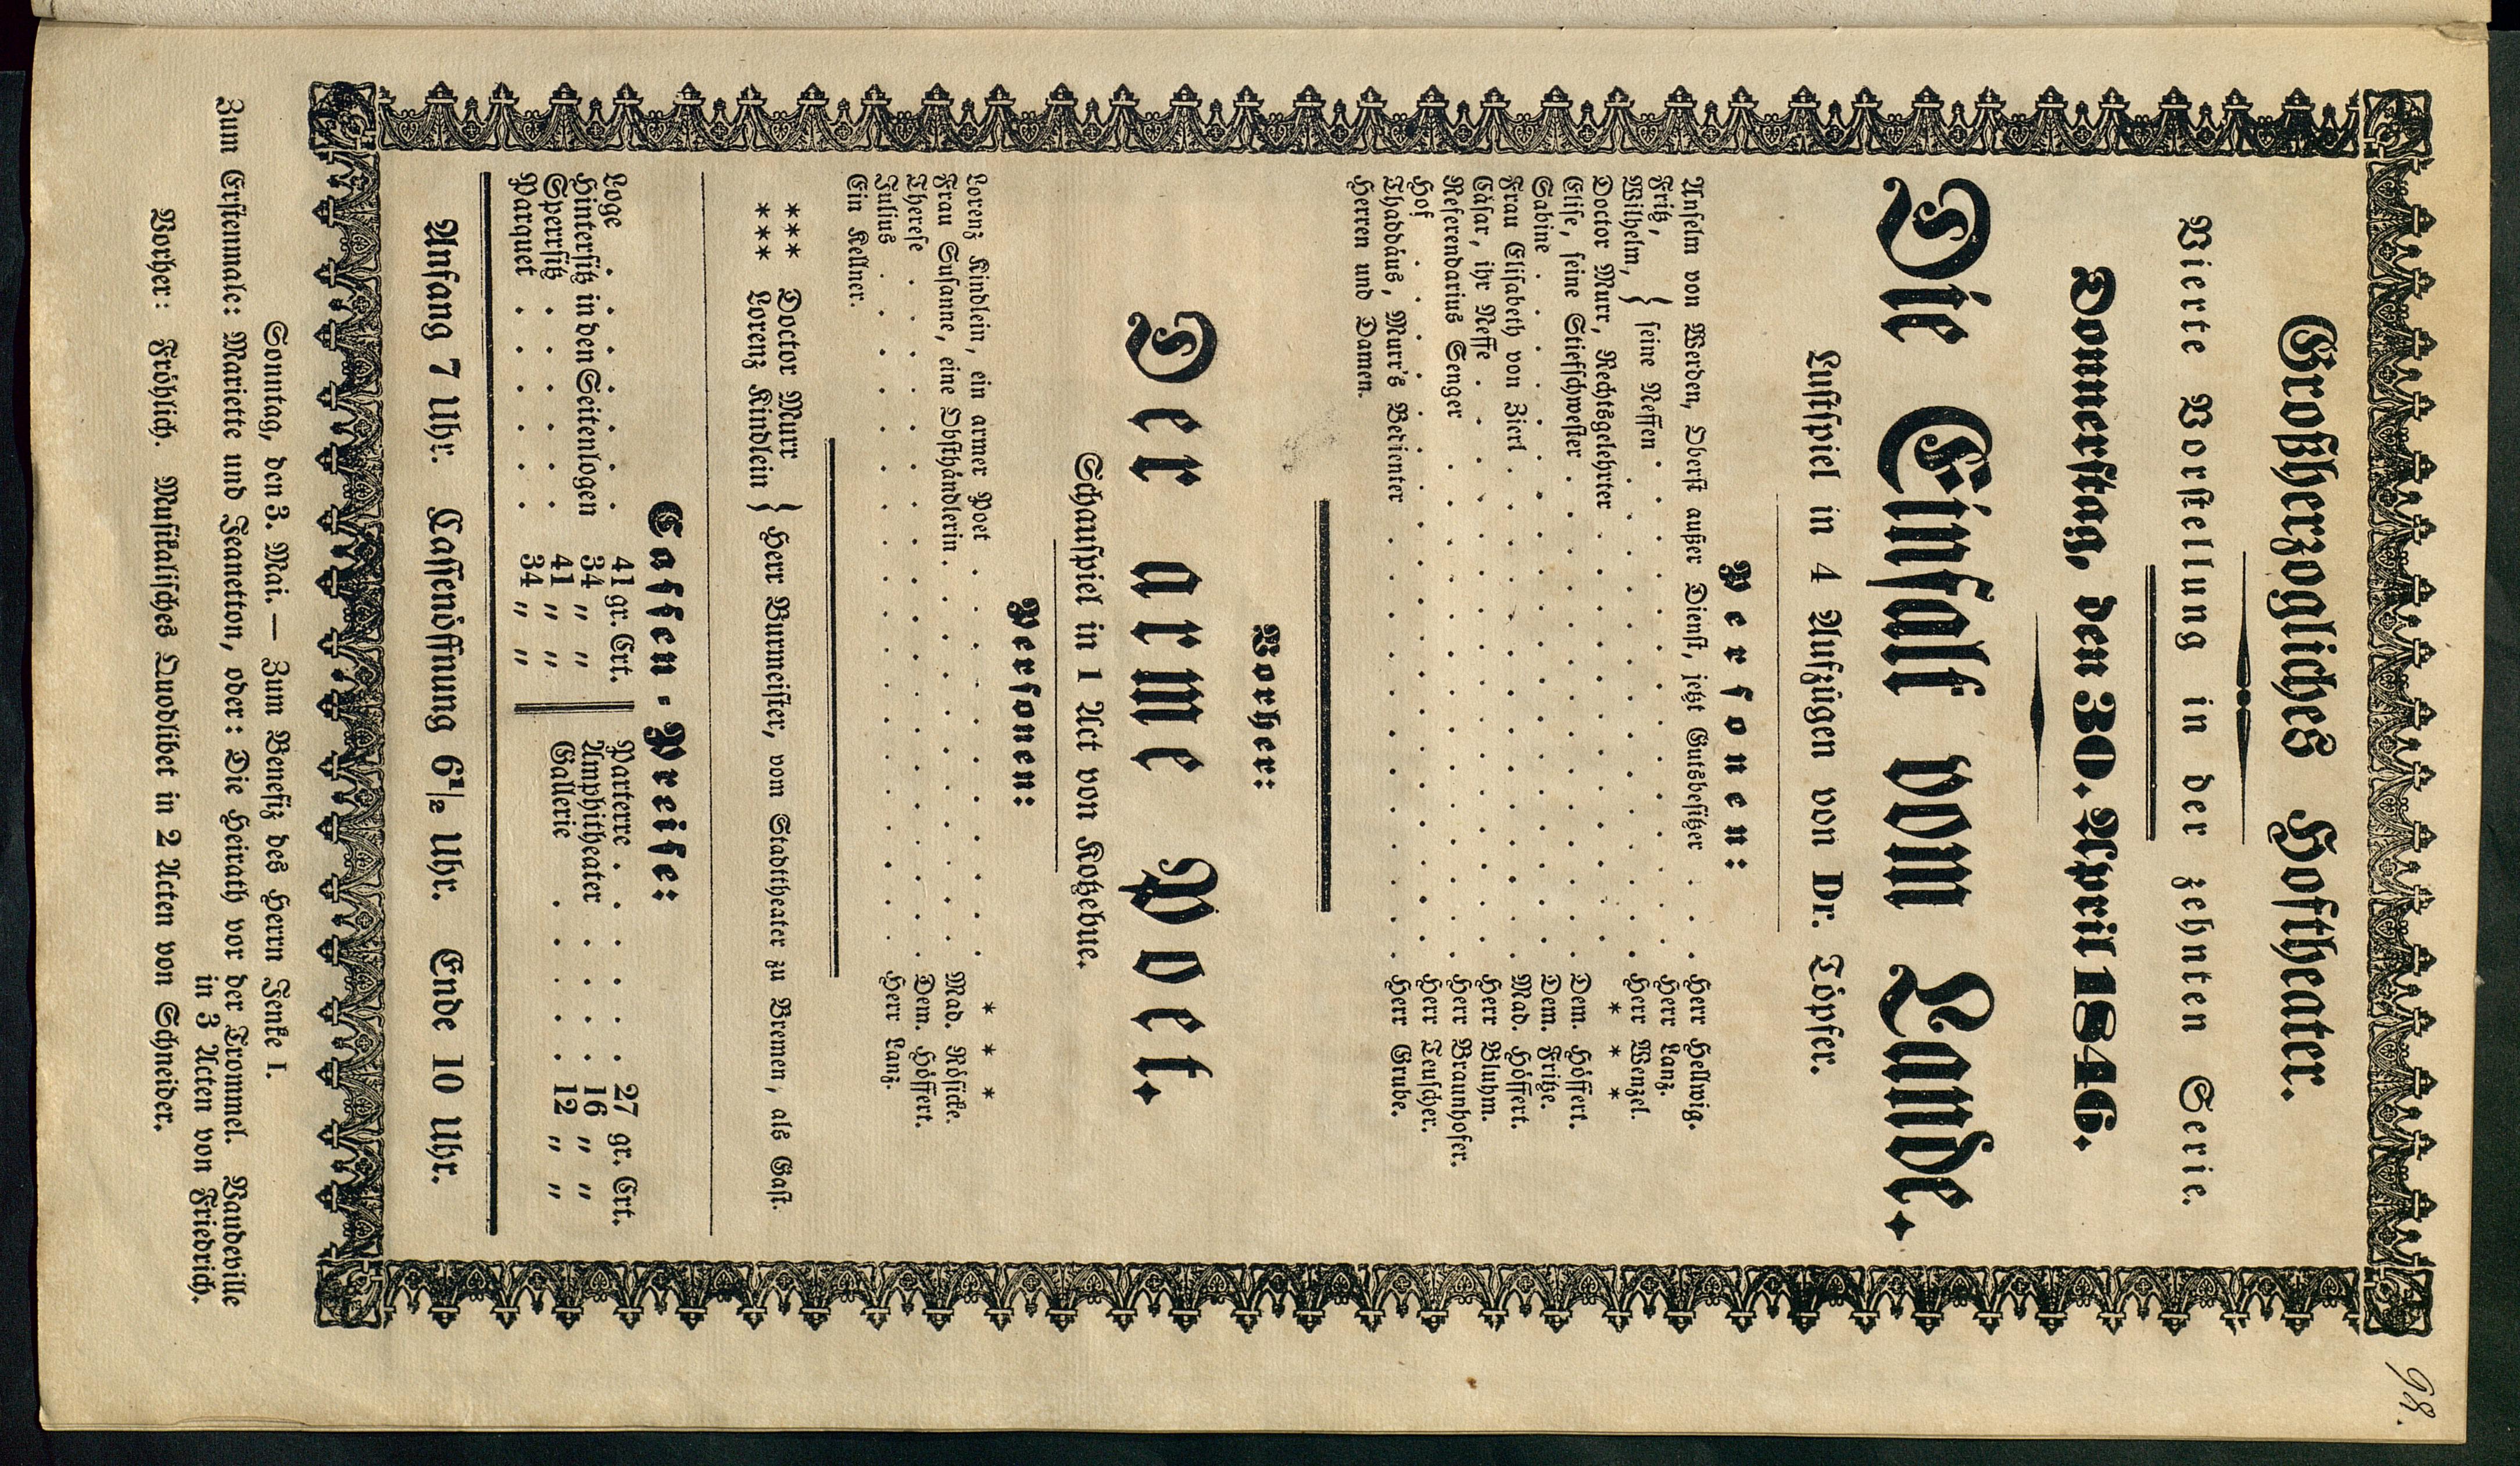 98.
Großherzogliches Hoftheater.
Vierte Vorstellung in der zehnten Serie.
Donnerstag, den 30. April 1846.
Die Einfalt vom Lande.
Lustspiel in 4 Aufzügen von Dr. Töpfer.
Personen:
Anselm von Werden, Oberst außer Dienst, jetzt Gutsbesitzer . . . Herr Hellwig.
Fritz, } seine Neffen . . . Herr Lanz.
Wilhelm, } . . . Herr Wenzel.
Doctor Murr, Rechtsgelehrter . . . * * *
Elise, seine Stiefschwester . . . Dem. Höffert.
Sabine . . . Dem. Fritze.
Frau Elisabeth von Zierl . . . Mad. Höffert.
Cäsar, ihr Neffe . . . Herr Bluhm.
Referendarius Senger . . . Herr Braunhofer.
Hof . . . Herr Teuscher.
Thaddäus, Murr's Bedienter . . . Herr Grube.
Herren und Damen.
Vorher:
Der arme Poet.
Schauspiel in 1 Act von Kotzebue.
Personen:
Lorenz Kindlein, ein armer Poet . . . * * *
Frau Susanne, eine Obsthändlerin . . . Mad. Rösicke.
Therese . . . Dem. Höffert.
Julius . . . Herr Lanz.
Ein Kellner.
*** Doctor Murr } Herr Burmeister, vom Stadttheater zu Bremen, als Gast.
*** Lorenz Kindlein }
Cassen-Preise:
Loge . . . 41 gr. Crt.
Hintersitz in den Seitenlogen 34 " "
Sperrsitz . . . 41 " "
Parquet . . . 34 " "
Parterre . . . 27 gr. Crt.
Amphitheater . . . 16 " "
Gallerie . . . 12 " "
Anfang 7 Uhr. Cassenöffnung 6½ Uhr. Ende 10 Uhr.
Sonntag, den 3. Mai. — Zum Benefiz des Herrn Jenke I.
Zum Erstenmale: Mariette und Jeanetton, oder: Die Heirath vor der Trommel. Vaudeville
in 3 Acten von Friedrich.
Vorher: Fröhlich. Musikalisches Quodlibet in 2 Acten von Schneider.